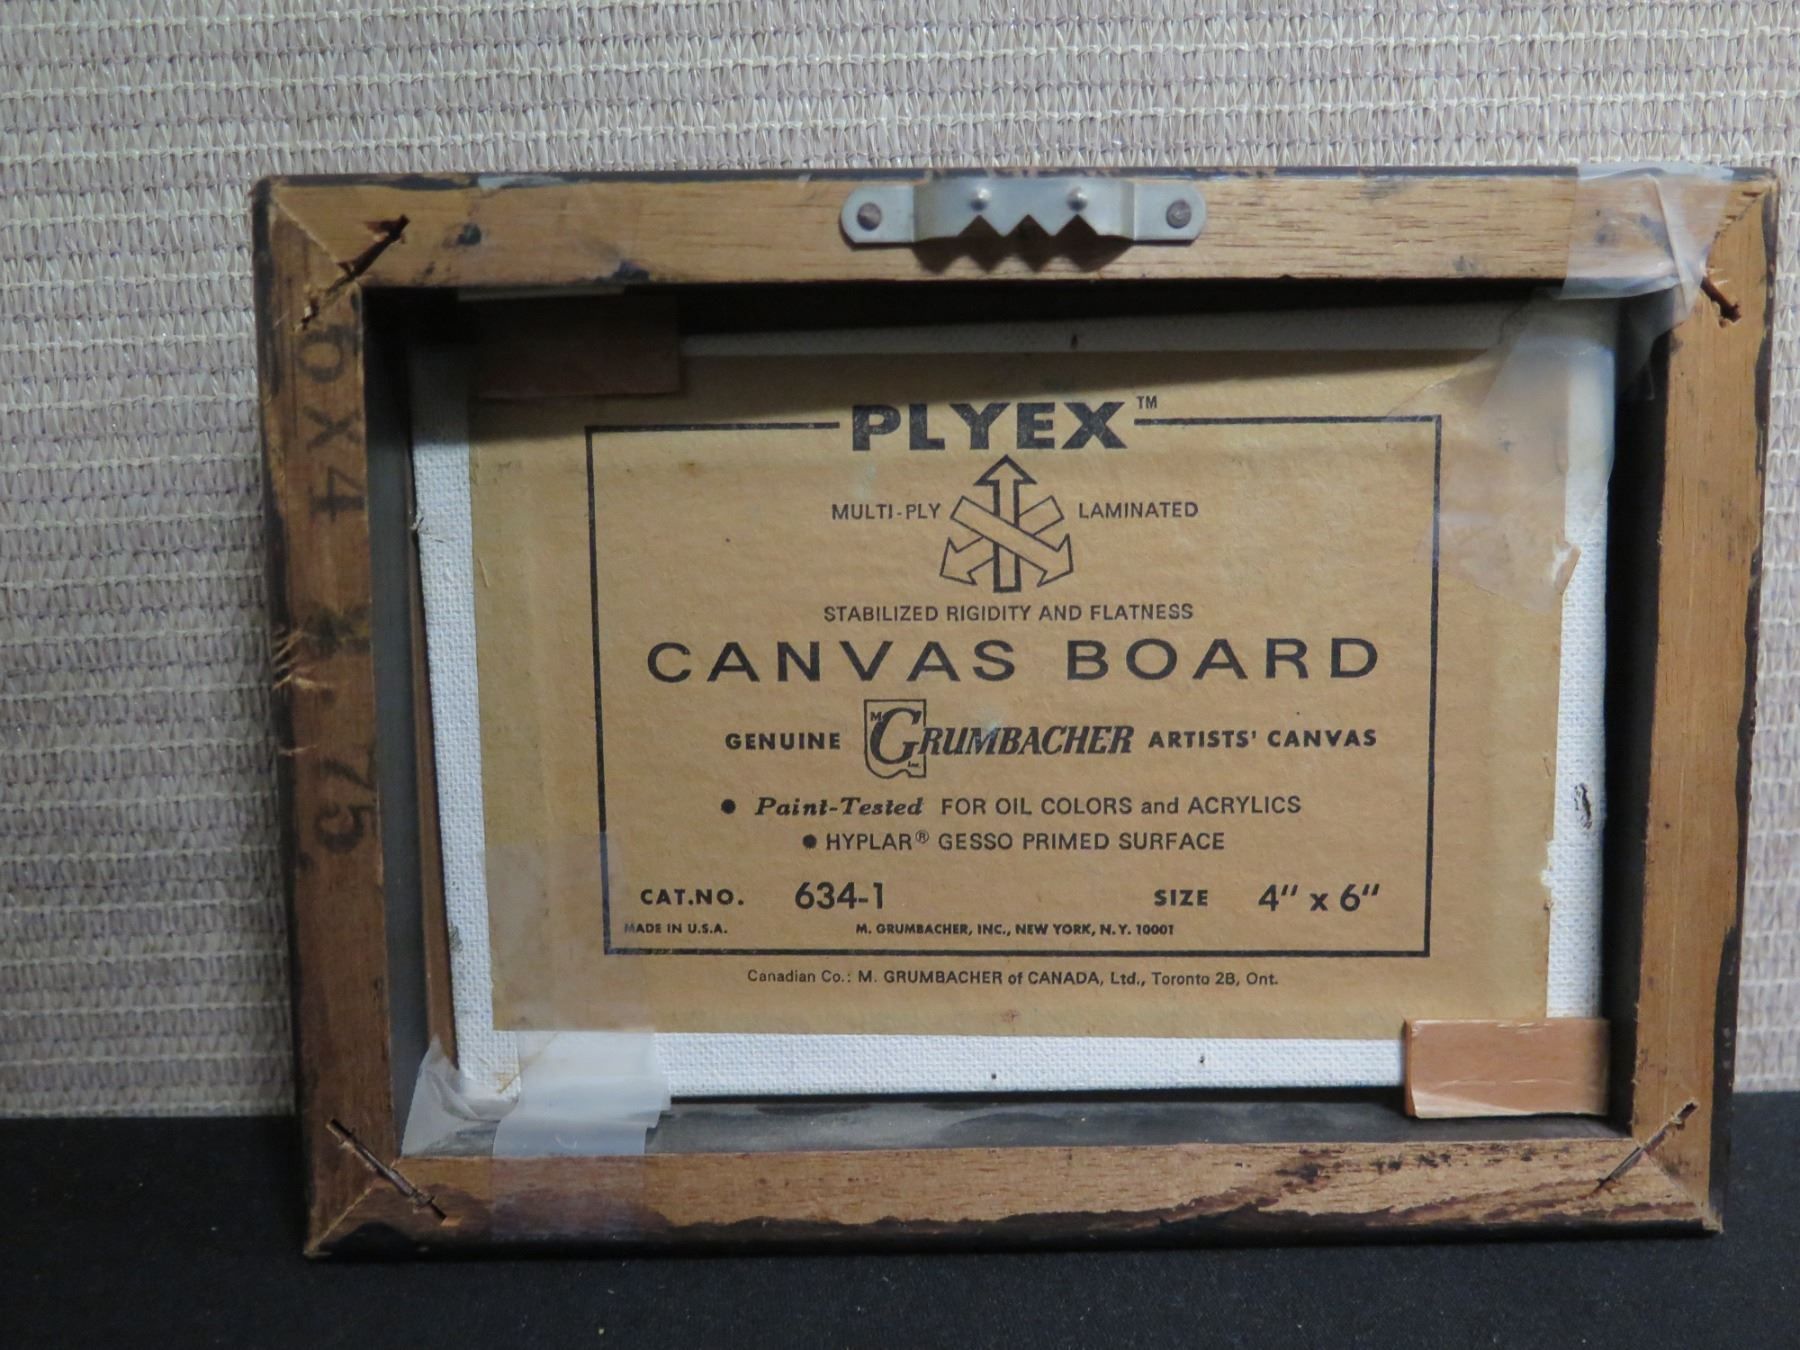 PLYEX™
MULTI-PLY LAMINATED
STABILIZED RIGIDITY AND FLATNESS
CANVAS BOARD
GENUINE M. GRUMBACHER Inc. ARTISTS' CANVAS
• Paint-Tested FOR OIL COLORS and ACRYLICS
• HYPLAR® GESSO PRIMED SURFACE
CAT.NO. 634-1 SIZE 4" x 6"
MADE IN U.S.A. M. GRUMBACHER, INC., NEW YORK, N.Y. 10001
Canadian Co.: M. GRUMBACHER of CANADA, Ltd., Toronto 2B, Ont.
6x4
75